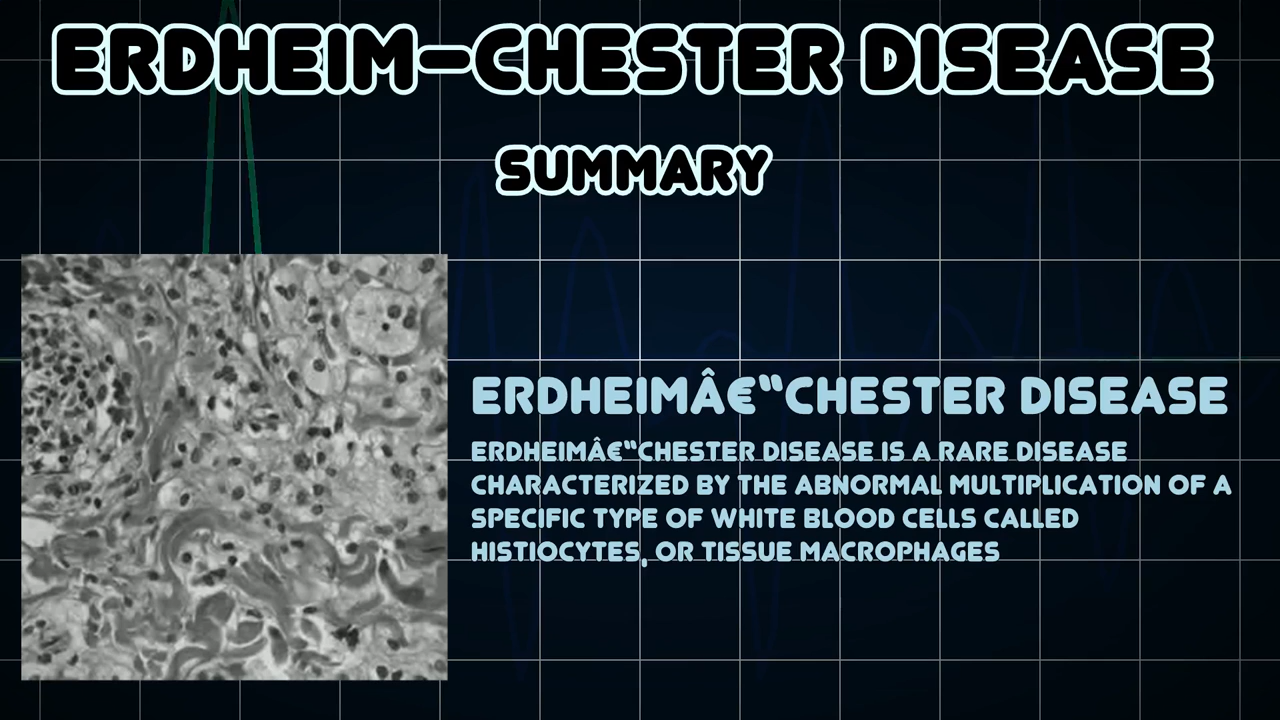 ERDHEIM-CHESTER DISEASE
SUMMARY
ERDHEIMÂ€“CHESTER DISEASE
ERDHEIMÂ€“CHESTER DISEASE IS A RARE DISEASE
CHARACTERIZED BY THE ABNORMAL MULTIPLICATION OF A
SPECIFIC TYPE OF WHITE BLOOD CELLS CALLED
HISTIOCYTES, OR TISSUE MACROPHAGES